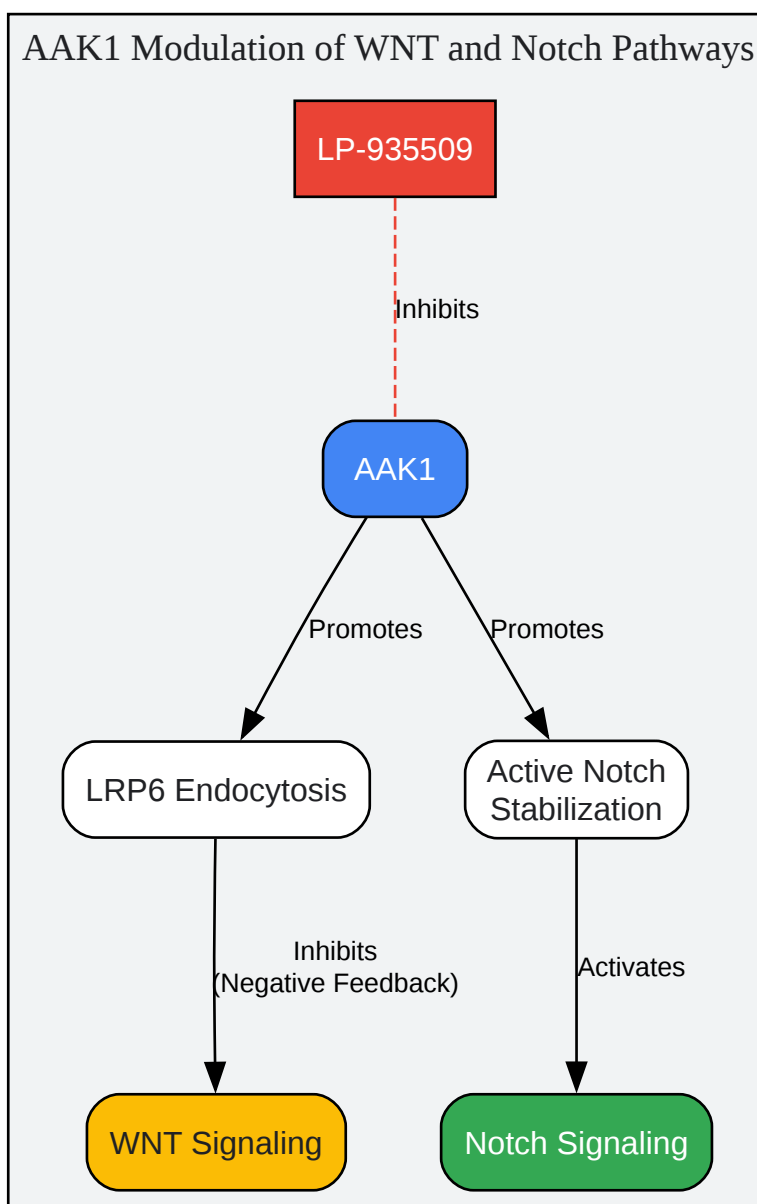 AAK1 Modulation of WNT and Notch Pathways
LP-935509
Inhibits
AAK1
Promotes
Promotes
LRP6 Endocytosis
Active Notch
Stabilization
Inhibits
(Negative Feedback)
Activates
WNT Signaling
Notch Signaling